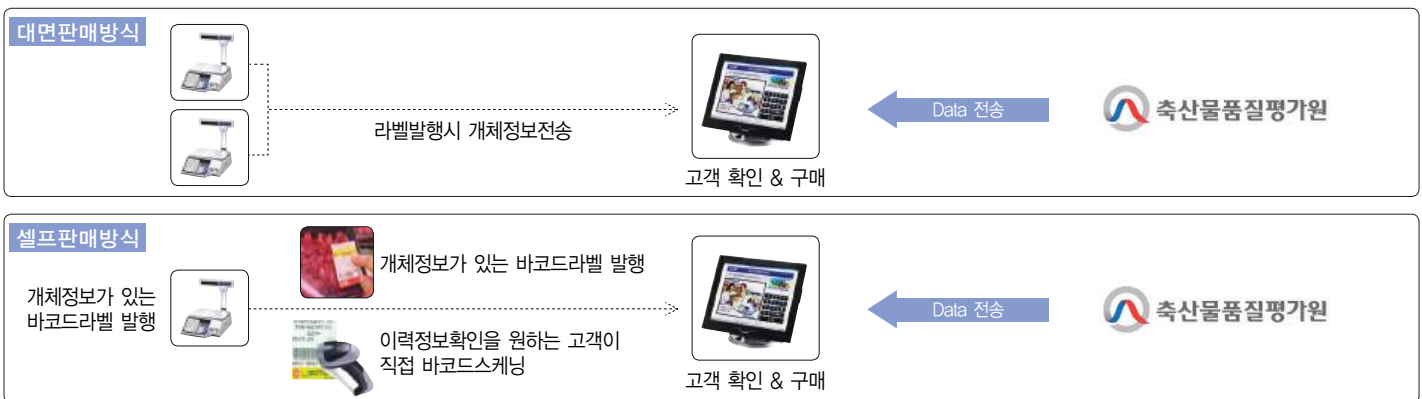 대면판매방식
라벨발행시 개체정보전송
고객 확인 & 구매
Data 전송
축산물품질평가원
셀프판매방식
개체정보가 있는
바코드라벨 발행
개체정보가 있는 바코드라벨 발행
이력정보확인을 원하는 고객이
직접 바코드스케닝
고객 확인 & 구매
Data 전송
축산물품질평가원